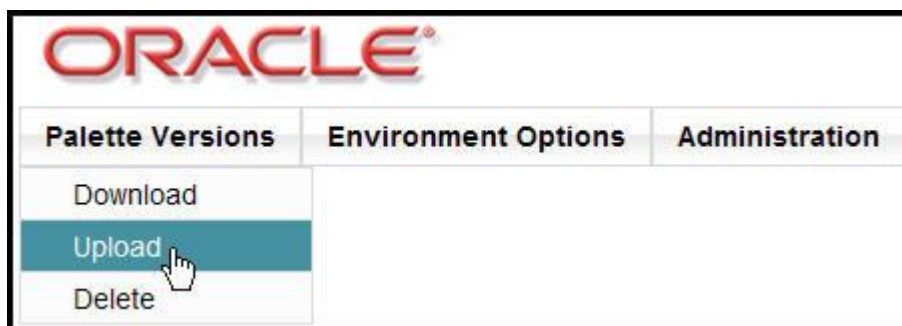 ORACLE®
Palette Versions Environment Options Administration
Download
Upload
Delete